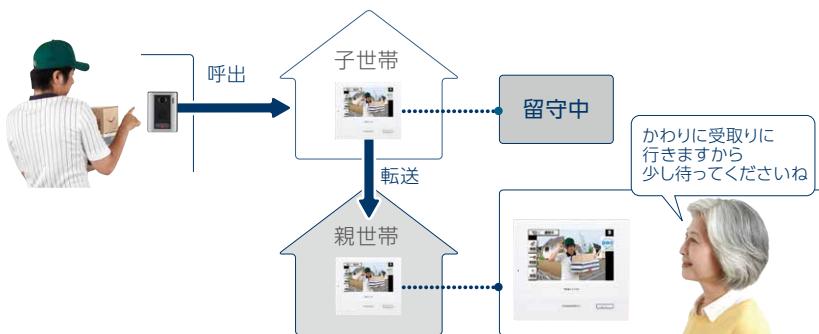 呼出
子世帯
留守中
かわりに受取りに
行きますから
少し待ってくださいね
転送
親世帯